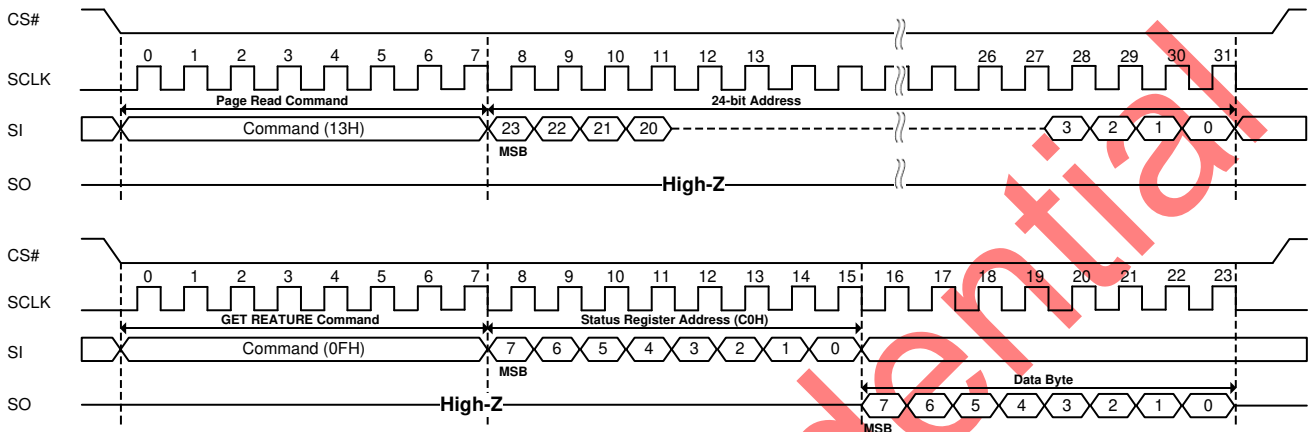 CS#
0 1 2 3 4 5 6 7 8 9 10 11 12 13 26 27 28 29 30 31
SCLK
Page Read Command 24-bit Address
SI Command (13H) 23 22 21 20 3 2 1 0
MSB
SO High-Z
CS#
0 1 2 3 4 5 6 7 8 9 10 11 12 13 14 15 16 17 18 19 20 21 22 23
SCLK
GET REATURE Command Status Register Address (C0H)
SI Command (0FH) 7 6 5 4 3 2 1 0
MSB Data Byte
SO High-Z 7 6 5 4 3 2 1 0
MSB
dential